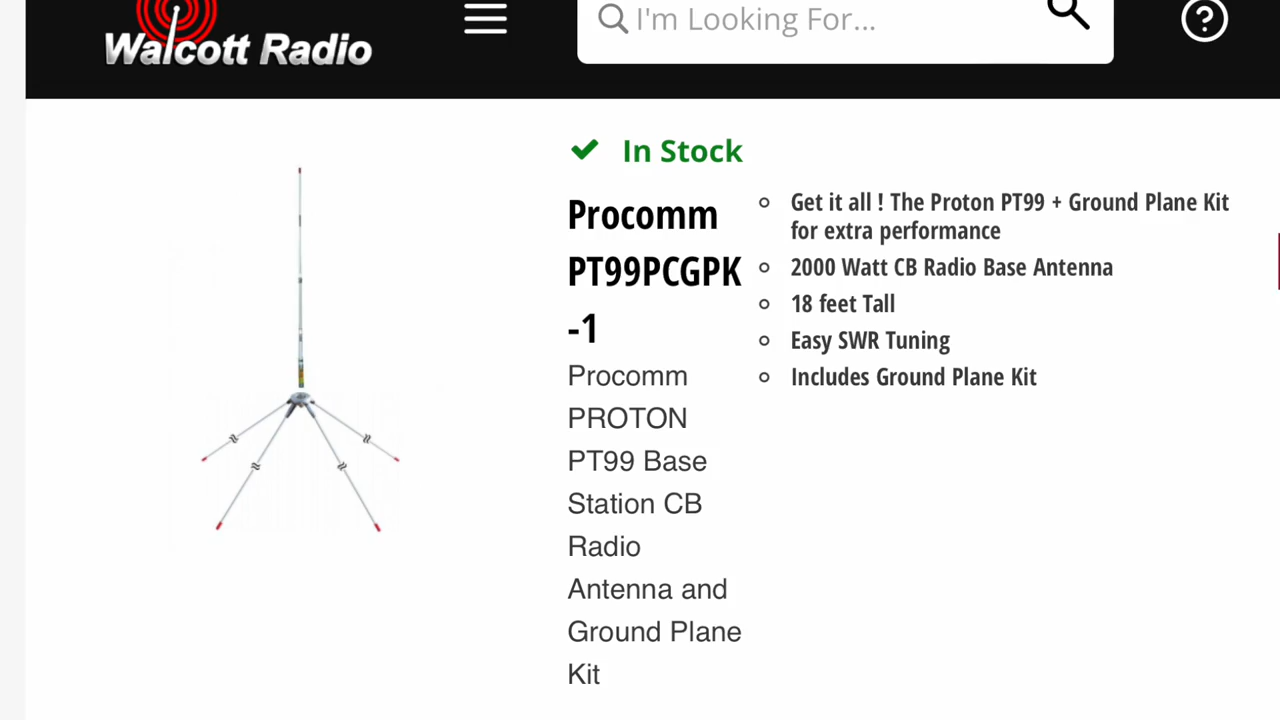 Walcott Radio
I'm Looking For...
In Stock
Procomm
PT99PCGPK
-1
Procomm
PROTON
PT99 Base
Station CB
Radio
Antenna and
Ground Plane
Kit
Get it all ! The Proton PT99 + Ground Plane Kit
for extra performance
2000 Watt CB Radio Base Antenna
18 feet Tall
Easy SWR Tuning
Includes Ground Plane Kit